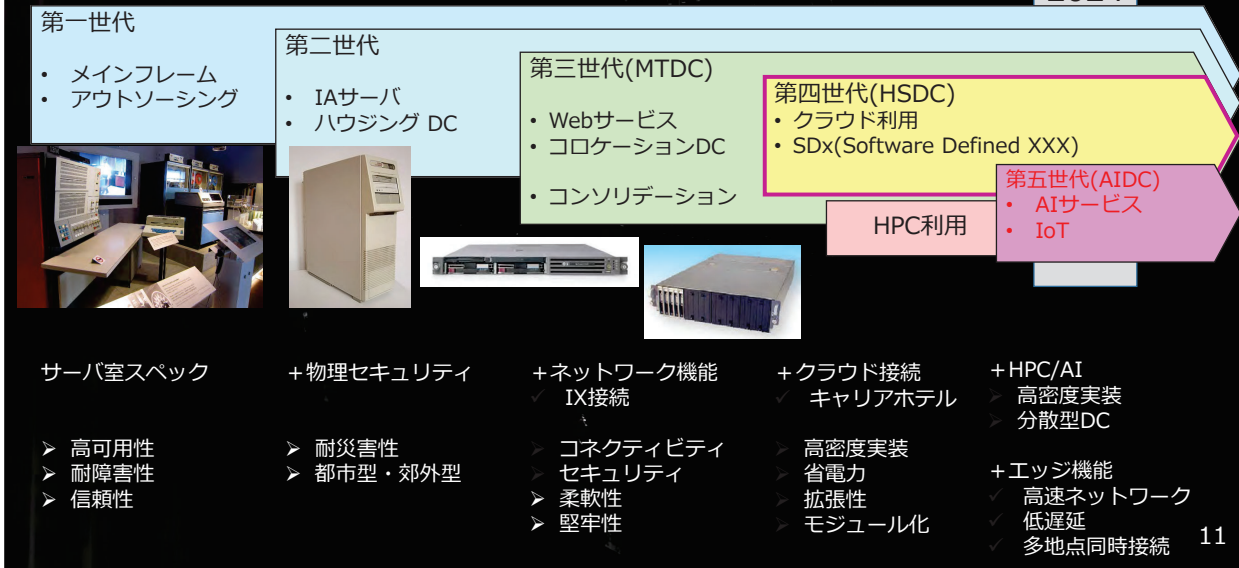 第一世代
• メインフレーム
• アウトソーシング
第二世代
• IAサーバ
• ハウジング DC
第三世代(MTDC)
• Webサービス
• コロケーションDC
• コンソリデーション
第四世代(HSDC)
• クラウド利用
• SDx(Software Defined XXX)
HPC利用
第五世代(AIDC)
• AIサービス
• IoT
サーバ室スペック
➢ 高可用性
➢ 耐障害性
➢ 信頼性
+物理セキュリティ
➢ 耐災害性
➢ 都市型・郊外型
+ネットワーク機能
✓ IX接続
➢ コネクティビティ
➢ セキュリティ
➢ 柔軟性
➢ 堅牢性
+クラウド接続
✓ キャリアホテル
➢ 高密度実装
➢ 省電力
➢ 拡張性
➢ モジュール化
+HPC/AI
➢ 高密度実装
➢ 分散型DC
+エッジ機能
✓ 高速ネットワーク
✓ 低遅延
✓ 多地点同時接続
11